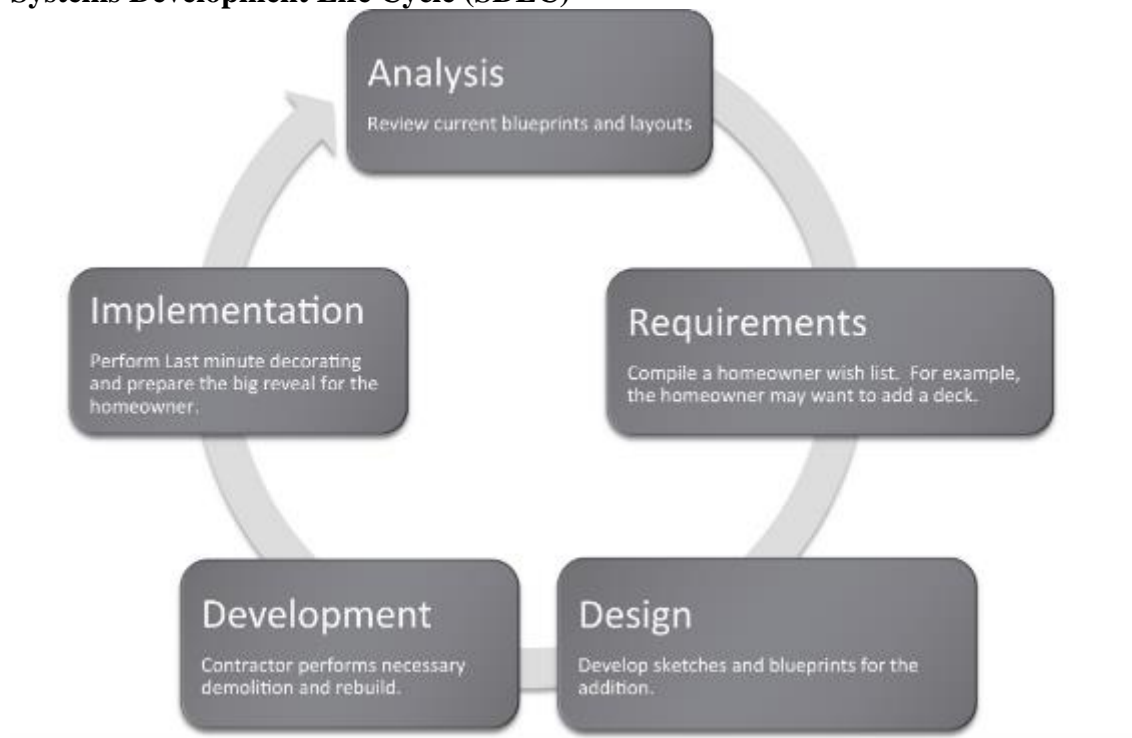 Systems Development Life Cycle (SDLC)
Analysis
Review current blueprints and layouts
Requirements
Compile a homeowner wish list.  For example,
the homeowner may want to add a deck.
Design
Develop sketches and blueprints for the
addition.
Development
Contractor performs necessary
demolition and rebuild.
Implementation
Perform Last minute decorating
and prepare the big reveal for the
homeowner.